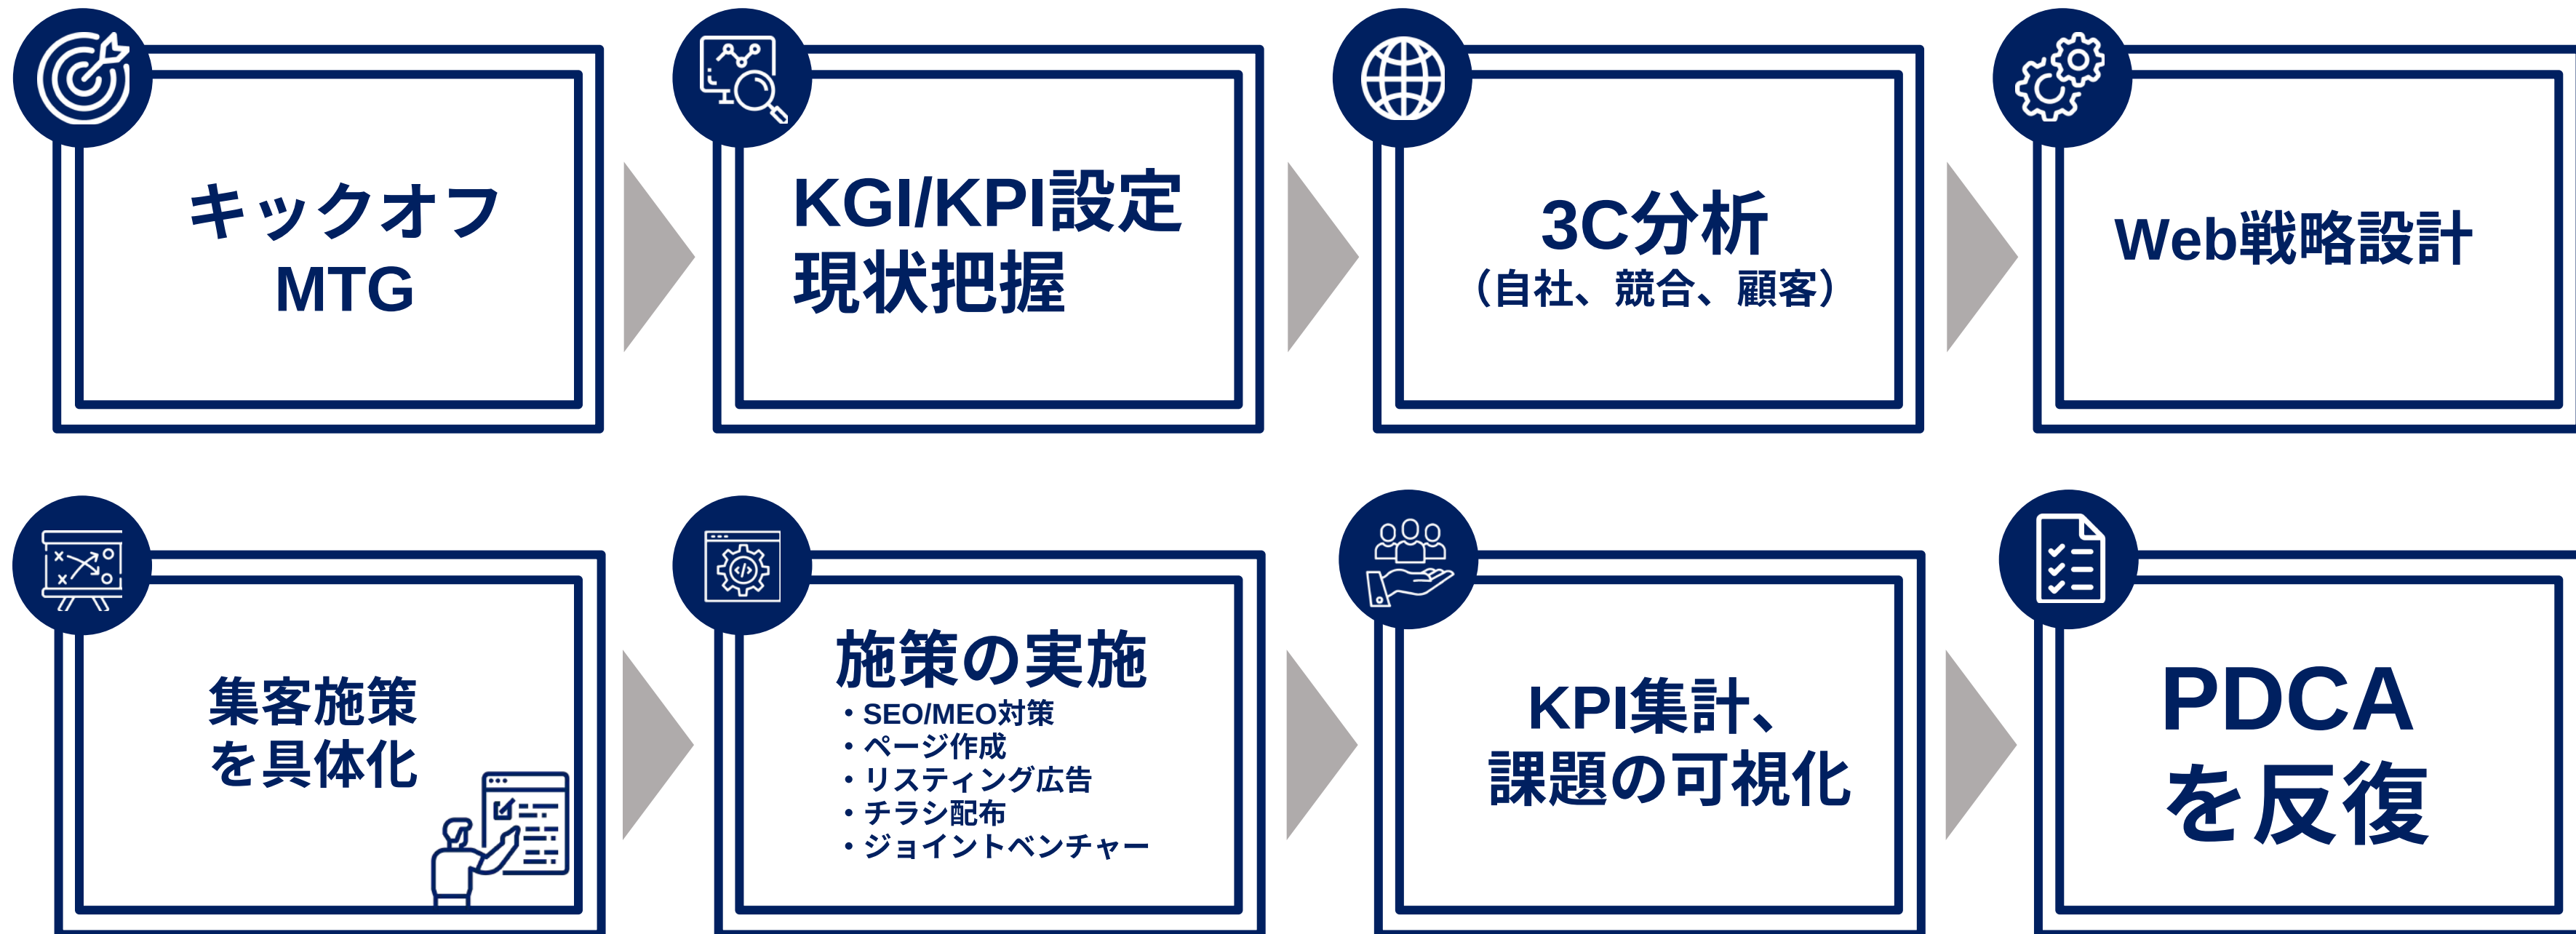 キックオフ
MTG
KGI/KPI設定
現状把握
3C分析
（自社、競合、顧客）
Web戦略設計
集客施策
を具体化
施策の実施
・SEO/MEO対策
・ページ作成
・リスティング広告
・チラシ配布
・ジョイントベンチャー
KPI集計、
課題の可視化
PDCA
を反復